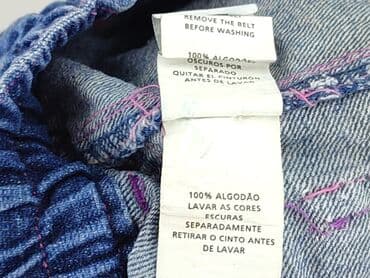 REMOVE THE BELT
BEFORE WASHING
100% ALGODÓN
OSCUROS POR
SEPARADO
QUITAR EL CINTURÓN
ANTES DE LAVAR
100% ALGODÃO
LAVAR AS CORES
ESCURAS
SEPARADAMENTE
RETIRAR O CINTO ANTES
DE LAVAR